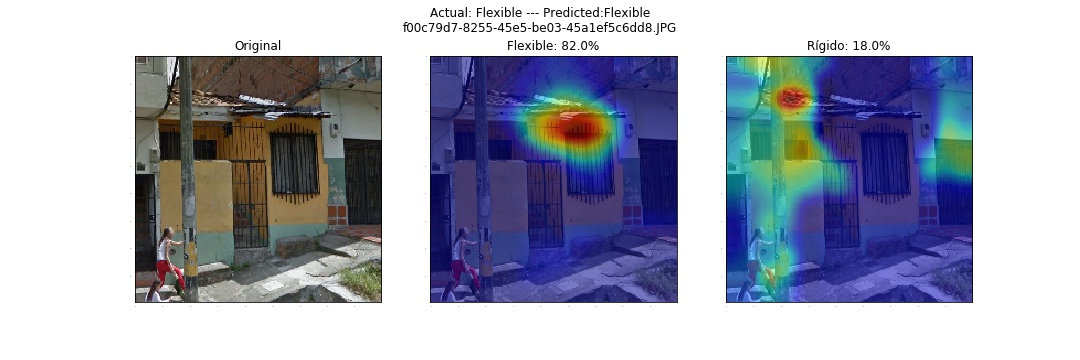 Actual: Flexible --- Predicted:Flexible
f00c79d7-8255-45e5-be03-45a1ef5c6dd8.JPG
Original
Flexible: 82.0%
Rígido: 18.0%